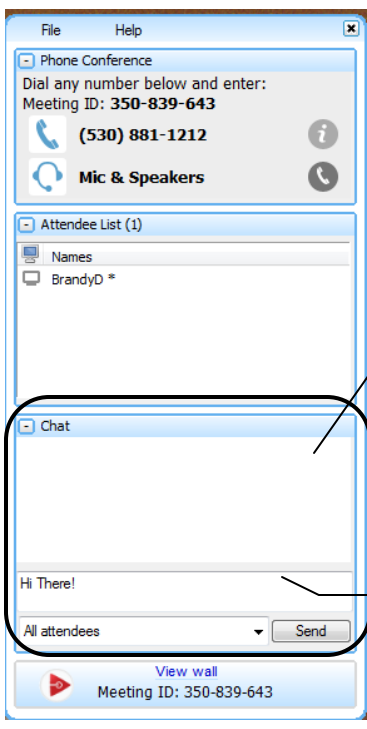 File Help
Phone Conference
Dial any number below and enter:
Meeting ID: 350-839-643
(530) 881-1212
Mic & Speakers
Attendee List (1)
Names
BrandyD *
Chat
Hi There!
All attendees Send
View wall
Meeting ID: 350-839-643